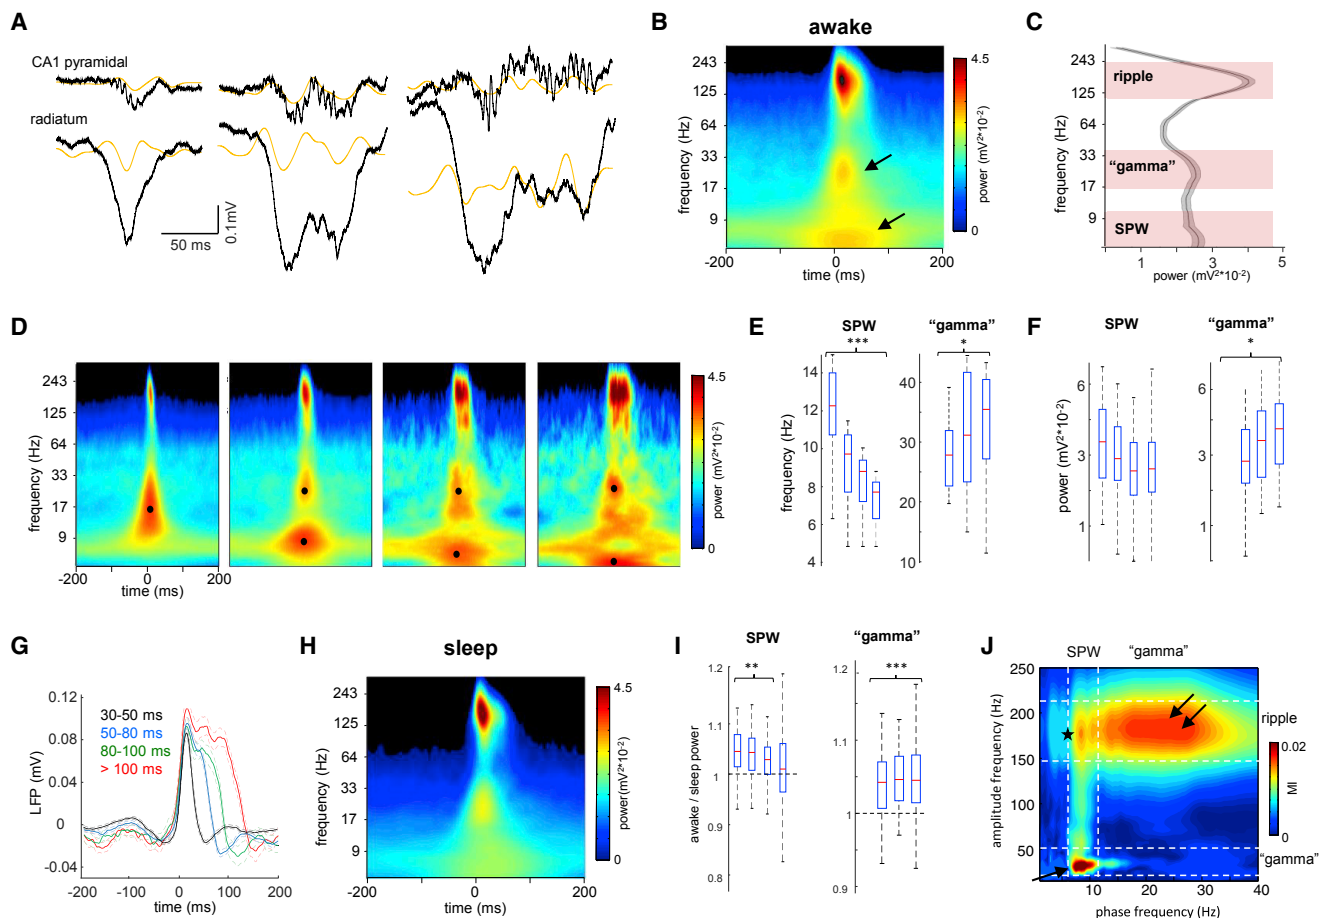 A
CA1 pyramidal
radiatum
50 ms
0.1mV
B
awake
frequency (Hz)
243
125
64
33
17
9
-200
0
200
time (ms)
4.5
0
power (mV²*10⁻²)
C
frequency (Hz)
243
125
64
33
17
9
ripple
“gamma”
SPW
1
3
5
power (mV²*10⁻²)
D
frequency (Hz)
243
125
64
33
17
9
-200
0
200
time (ms)
4.5
0
power (mV²*10⁻²)
E
SPW
***
frequency (Hz)
14
12
10
8
6
4
“gamma”
*
40
30
20
10
F
SPW
power (mV²*10⁻²)
6
3
1
“gamma”
*
6
3
1
G
30-50 ms
50-80 ms
80-100 ms
> 100 ms
LFP (mV)
0.12
0.08
0.04
0
-0.04
-200
-100
0
100
200
time (ms)
H
sleep
frequency (Hz)
243
125
64
33
17
9
-200
0
200
time (ms)
4.5
0
power(mV²*10⁻²)
I
SPW
**
awake / sleep power
1.2
1.1
1
0.9
0.8
“gamma”
***
1.2
1.1
1
0.9
J
SPW
“gamma”
amplitude frequency (Hz)
250
200
150
100
50
0
ripple
“gamma”
0.02
0
MI
10
20
30
40
phase frequency (Hz)